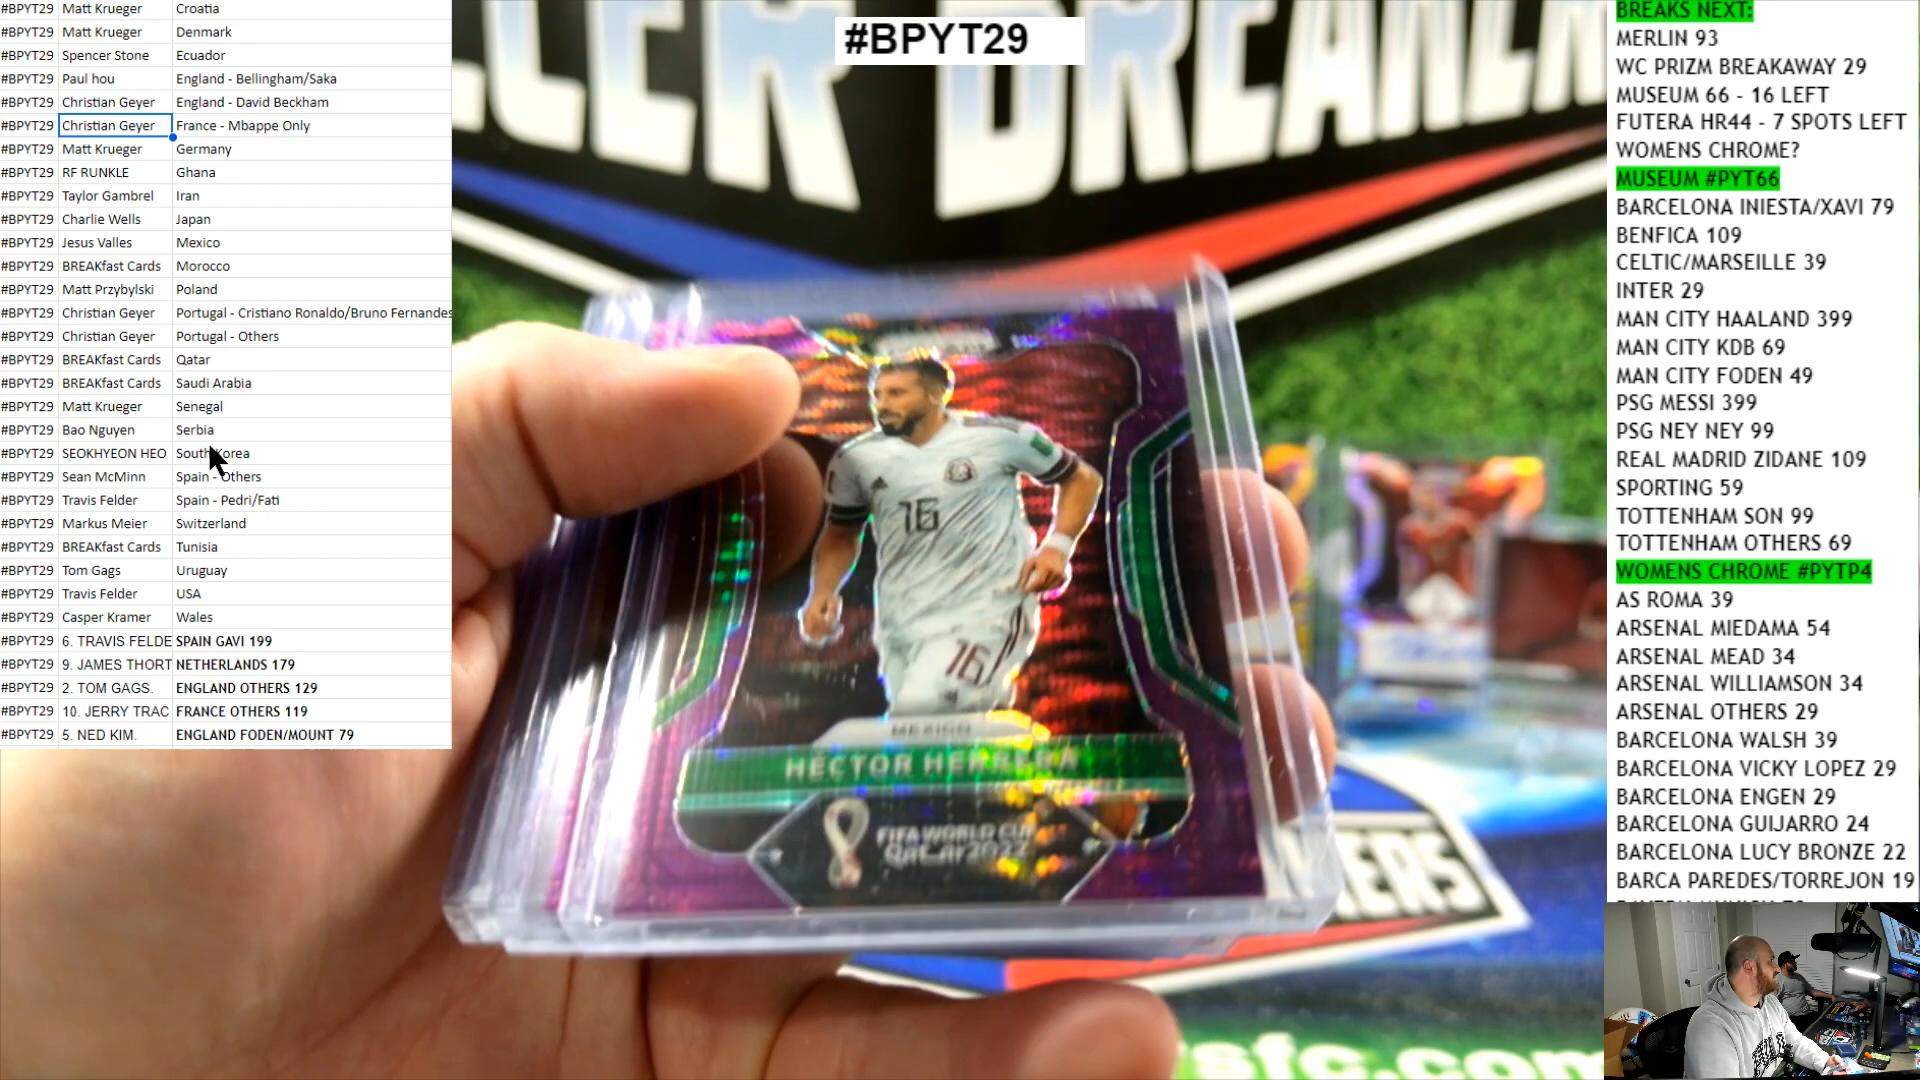 #BPYT29 Matt Krueger Croatia
#BPYT29 Matt Krueger Denmark
#BPYT29 Spencer Stone Ecuador
#BPYT29 Paul hou England - Bellingham/Saka
#BPYT29 Christian Geyer England - David Beckham
#BPYT29 Christian Geyer France - Mbappe Only
#BPYT29 Matt Krueger Germany
#BPYT29 RF RUNKLE Ghana
#BPYT29 Taylor Gambrel Iran
#BPYT29 Charlie Wells Japan
#BPYT29 Jesus Valles Mexico
#BPYT29 BREAKfast Cards Morocco
#BPYT29 Matt Przybylski Poland
#BPYT29 Christian Geyer Portugal - Cristiano Ronaldo/Bruno Fernandes
#BPYT29 Christian Geyer Portugal - Others
#BPYT29 BREAKfast Cards Qatar
#BPYT29 BREAKfast Cards Saudi Arabia
#BPYT29 Matt Krueger Senegal
#BPYT29 Bao Nguyen Serbia
#BPYT29 SEOKHYEON HEO South Korea
#BPYT29 Sean McMinn Spain - Others
#BPYT29 Travis Felder Spain - Pedri/Fati
#BPYT29 Markus Meier Switzerland
#BPYT29 BREAKfast Cards Tunisia
#BPYT29 Tom Gags Uruguay
#BPYT29 Travis Felder USA
#BPYT29 Casper Kramer Wales
#BPYT29 6. TRAVIS FELDE SPAIN GAVI 199
#BPYT29 9. JAMES THORT NETHERLANDS 179
#BPYT29 2. TOM GAGS. ENGLAND OTHERS 129
#BPYT29 10. JERRY TRAC FRANCE OTHERS 119
#BPYT29 5. NED KIM. ENGLAND FODEN/MOUNT 79
#BPYT29
LLER BREAKER
16
16
MEXICO
HÉCTOR HERRERA
FIFA WORLD CUP
Qatar2022
KERS
sfc.com
BREAKS NEXT:
MERLIN 93
WC PRIZM BREAKAWAY 29
MUSEUM 66 - 16 LEFT
FUTERA HR44 - 7 SPOTS LEFT
WOMENS CHROME?
MUSEUM #PYT66
BARCELONA INIESTA/XAVI 79
BENFICA 109
CELTIC/MARSEILLE 39
INTER 29
MAN CITY HAALAND 399
MAN CITY KDB 69
MAN CITY FODEN 49
PSG MESSI 399
PSG NEY NEY 99
REAL MADRID ZIDANE 109
SPORTING 59
TOTTENHAM SON 99
TOTTENHAM OTHERS 69
WOMENS CHROME #PYTP4
AS ROMA 39
ARSENAL MIEDAMA 54
ARSENAL MEAD 34
ARSENAL WILLIAMSON 34
ARSENAL OTHERS 29
BARCELONA WALSH 39
BARCELONA VICKY LOPEZ 29
BARCELONA ENGEN 29
BARCELONA GUIJARRO 24
BARCELONA LUCY BRONZE 22
BARCA PAREDES/TORREJON 19